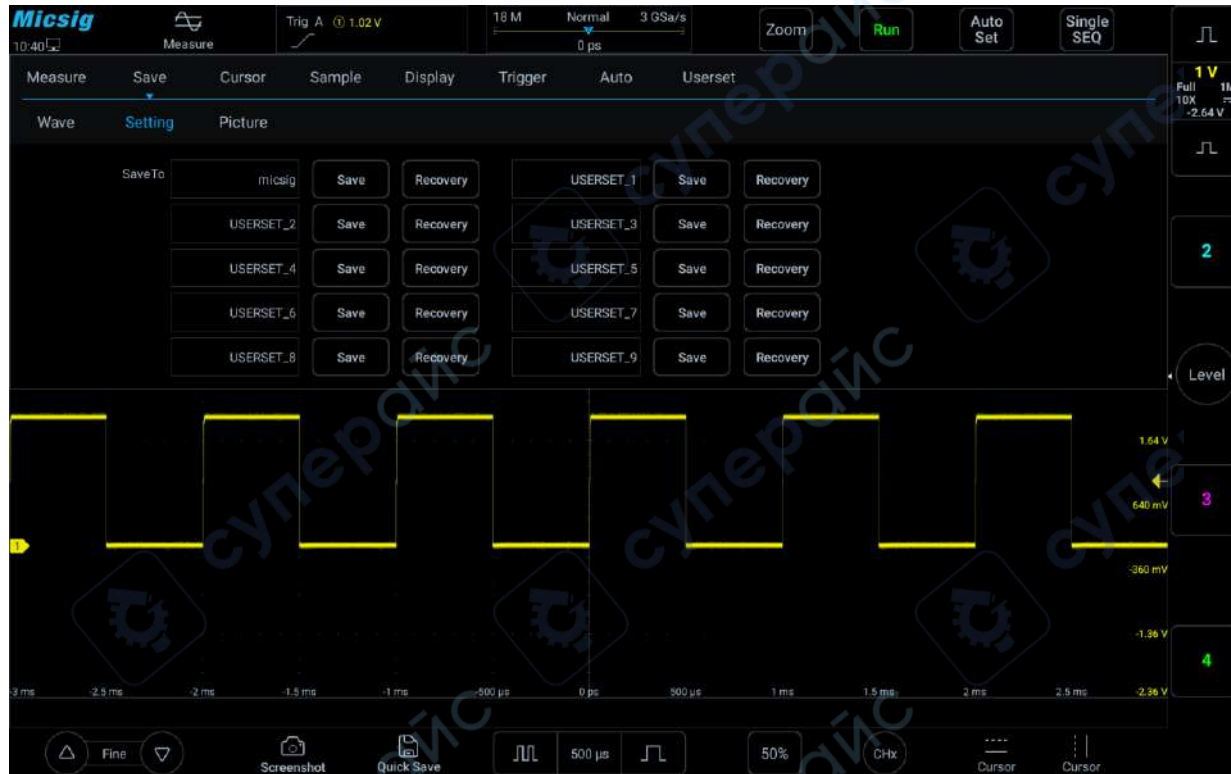 Micsig
10:40
Measure
Trig A ① 1.02 V
18 M Normal 3 GSa/s
0 ps
Zoom
Run
Auto Set
Single SEQ
Measure Save Cursor Sample Display Trigger Auto Userset
Wave Setting Picture
1 V
Full 1M
10X
-2.64 V
SaveTo micsig Save Recovery USERSET_1 Save Recovery
USERSET_2 Save Recovery USERSET_3 Save Recovery
USERSET_4 Save Recovery USERSET_5 Save Recovery
USERSET_6 Save Recovery USERSET_7 Save Recovery
USERSET_8 Save Recovery USERSET_9 Save Recovery
2
Level
1.64 V
640 mV
3
1
-360 mV
-1.36 V
4
-3 ms -2.5 ms -2 ms -1.5 ms -1 ms -500 µs 0 ps 500 µs 1 ms 1.5 ms 2 ms 2.5 ms -2.36 V
Fine
Screenshot
Quick Save
500 µs
50%
CHx
Cursor
Cursor
суперайс
суперайс
суперайс